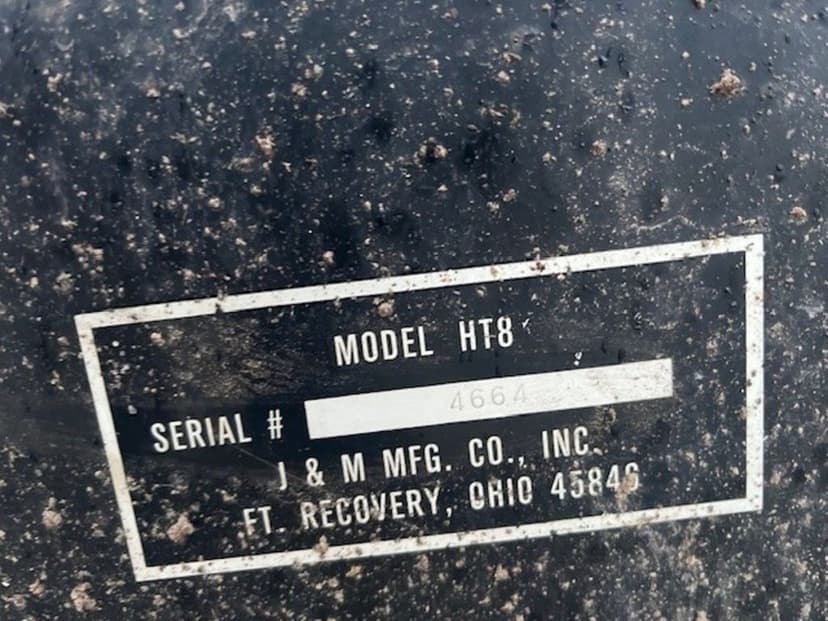 MODEL HT8
SERIAL # 4664
J & M MFG. CO., INC.
FT. RECOVERY, OHIO 45846